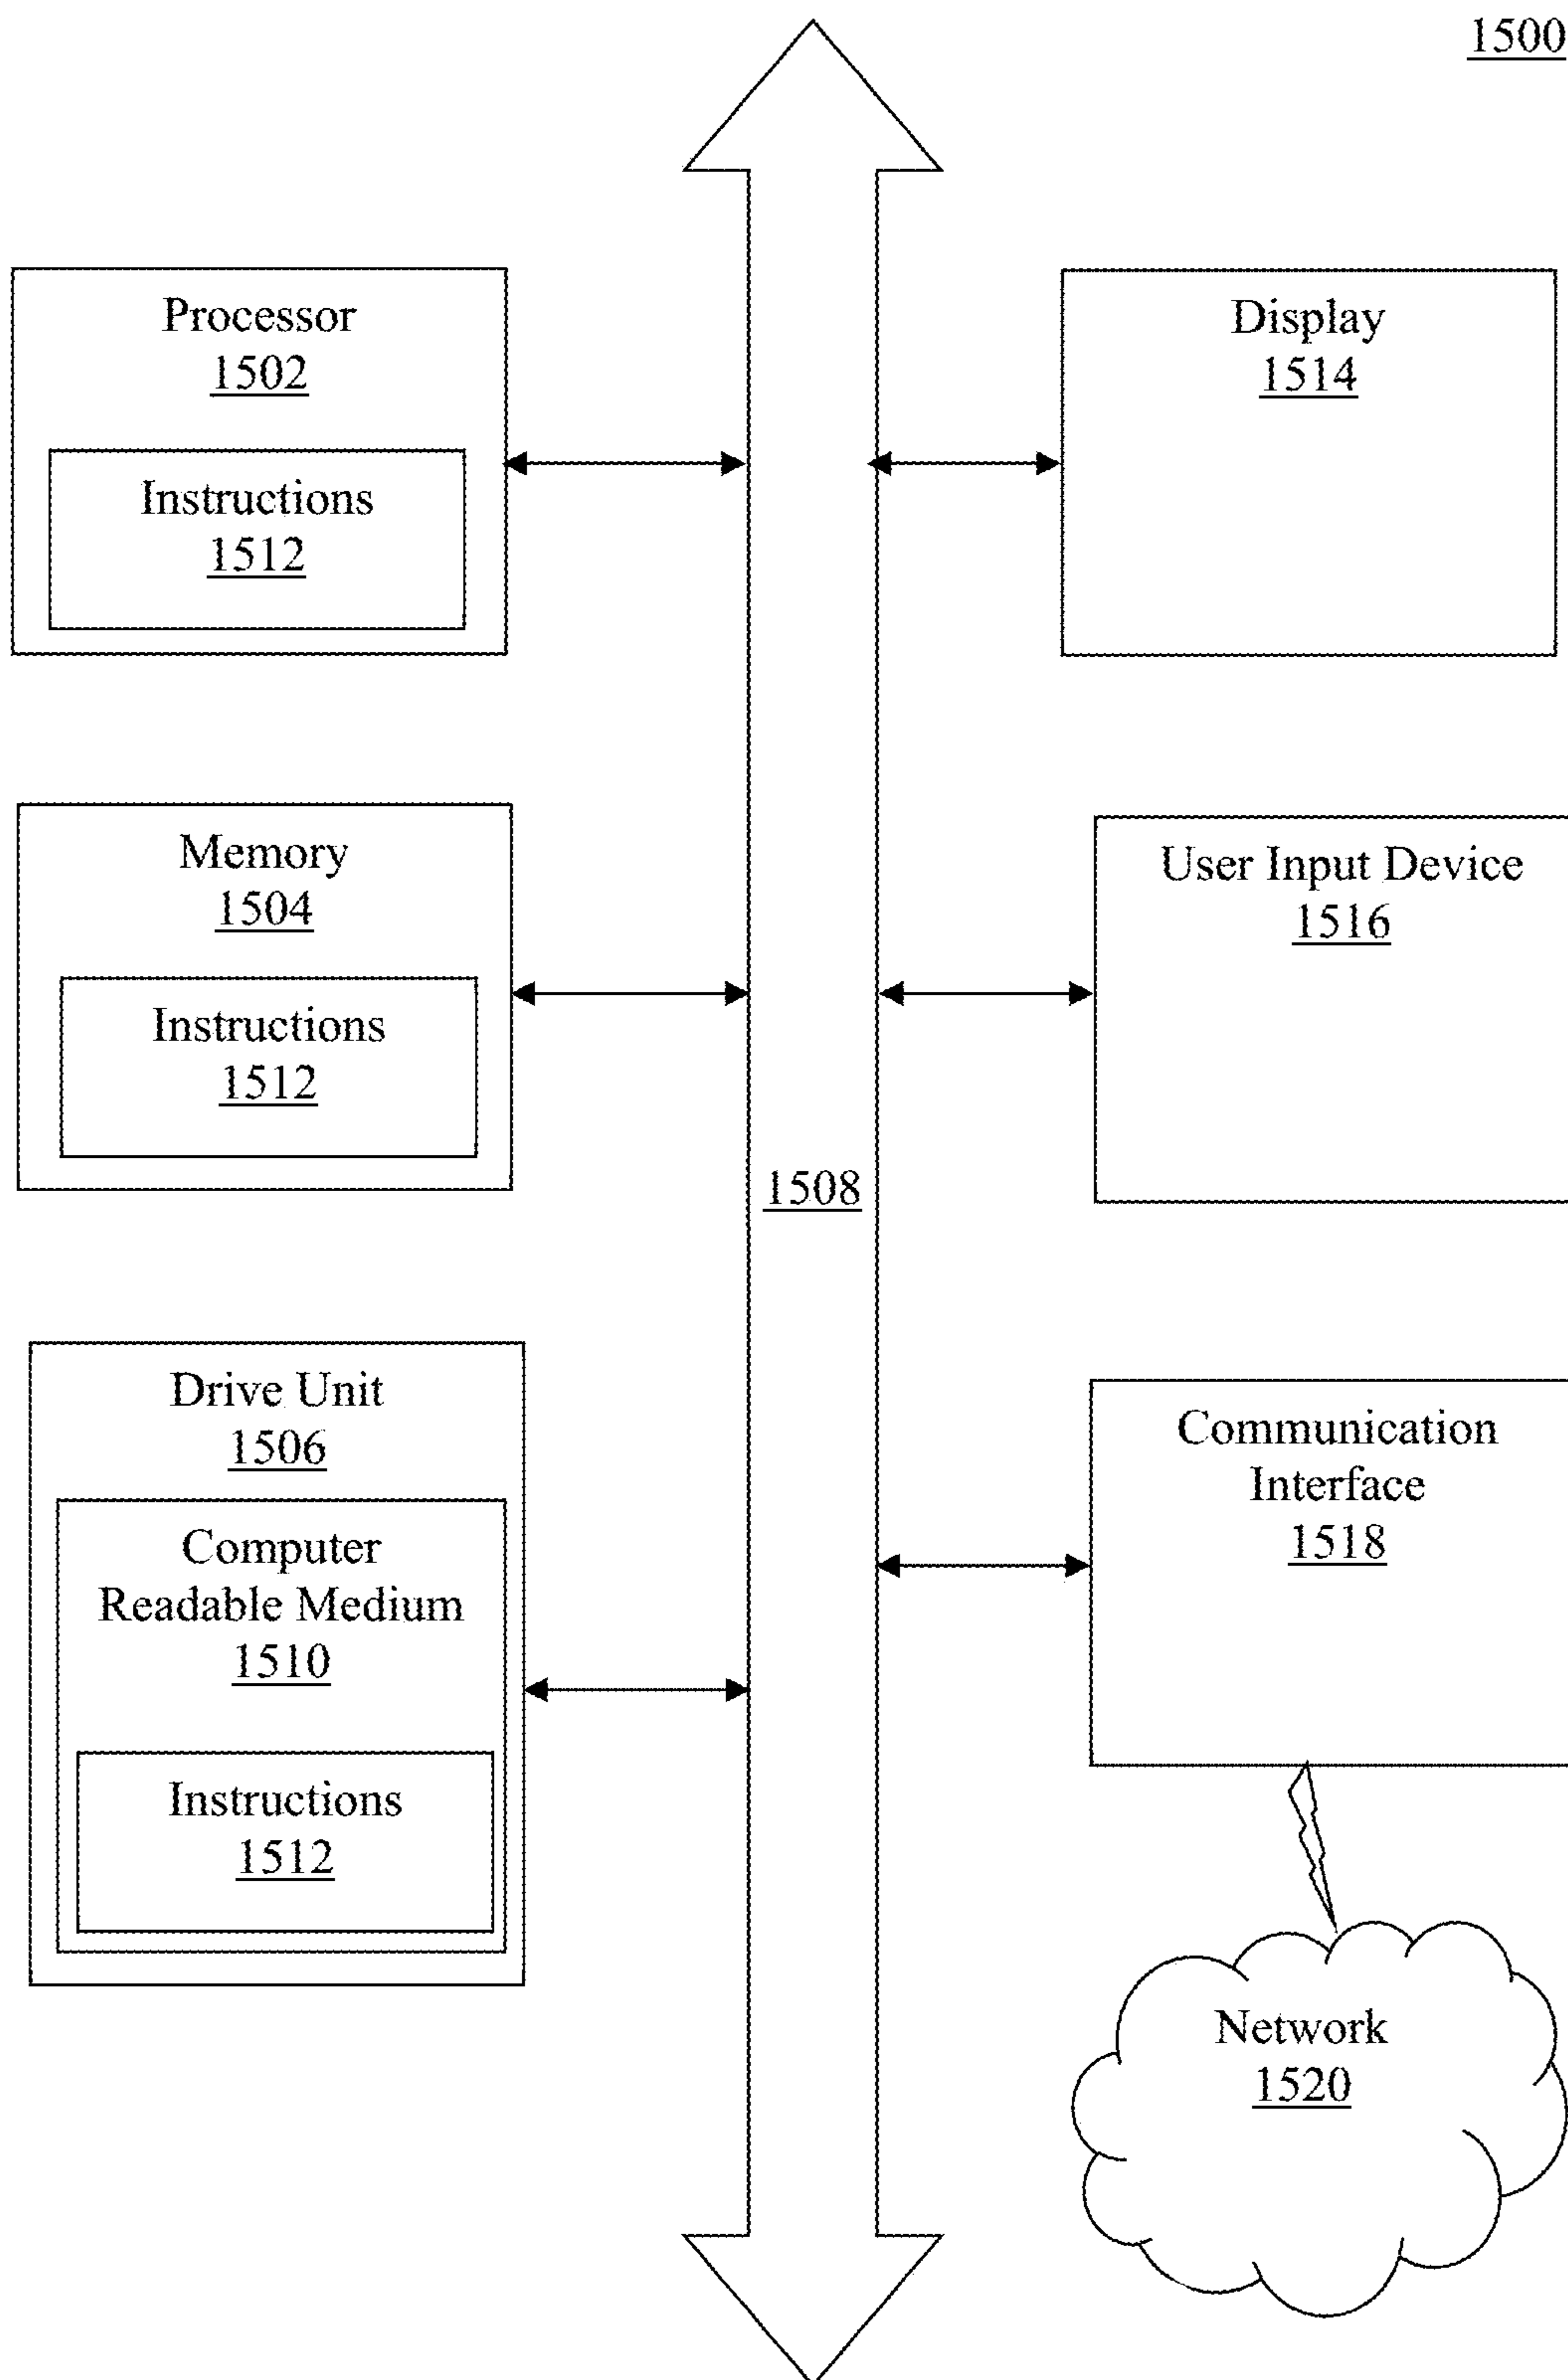 1500
Processor
1502
Instructions
1512
Display
1514
Memory
1504
Instructions
1512
User Input Device
1516
1508
Drive Unit
1506
Computer
Readable Medium
1510
Instructions
1512
Communication
Interface
1518
Network
1520